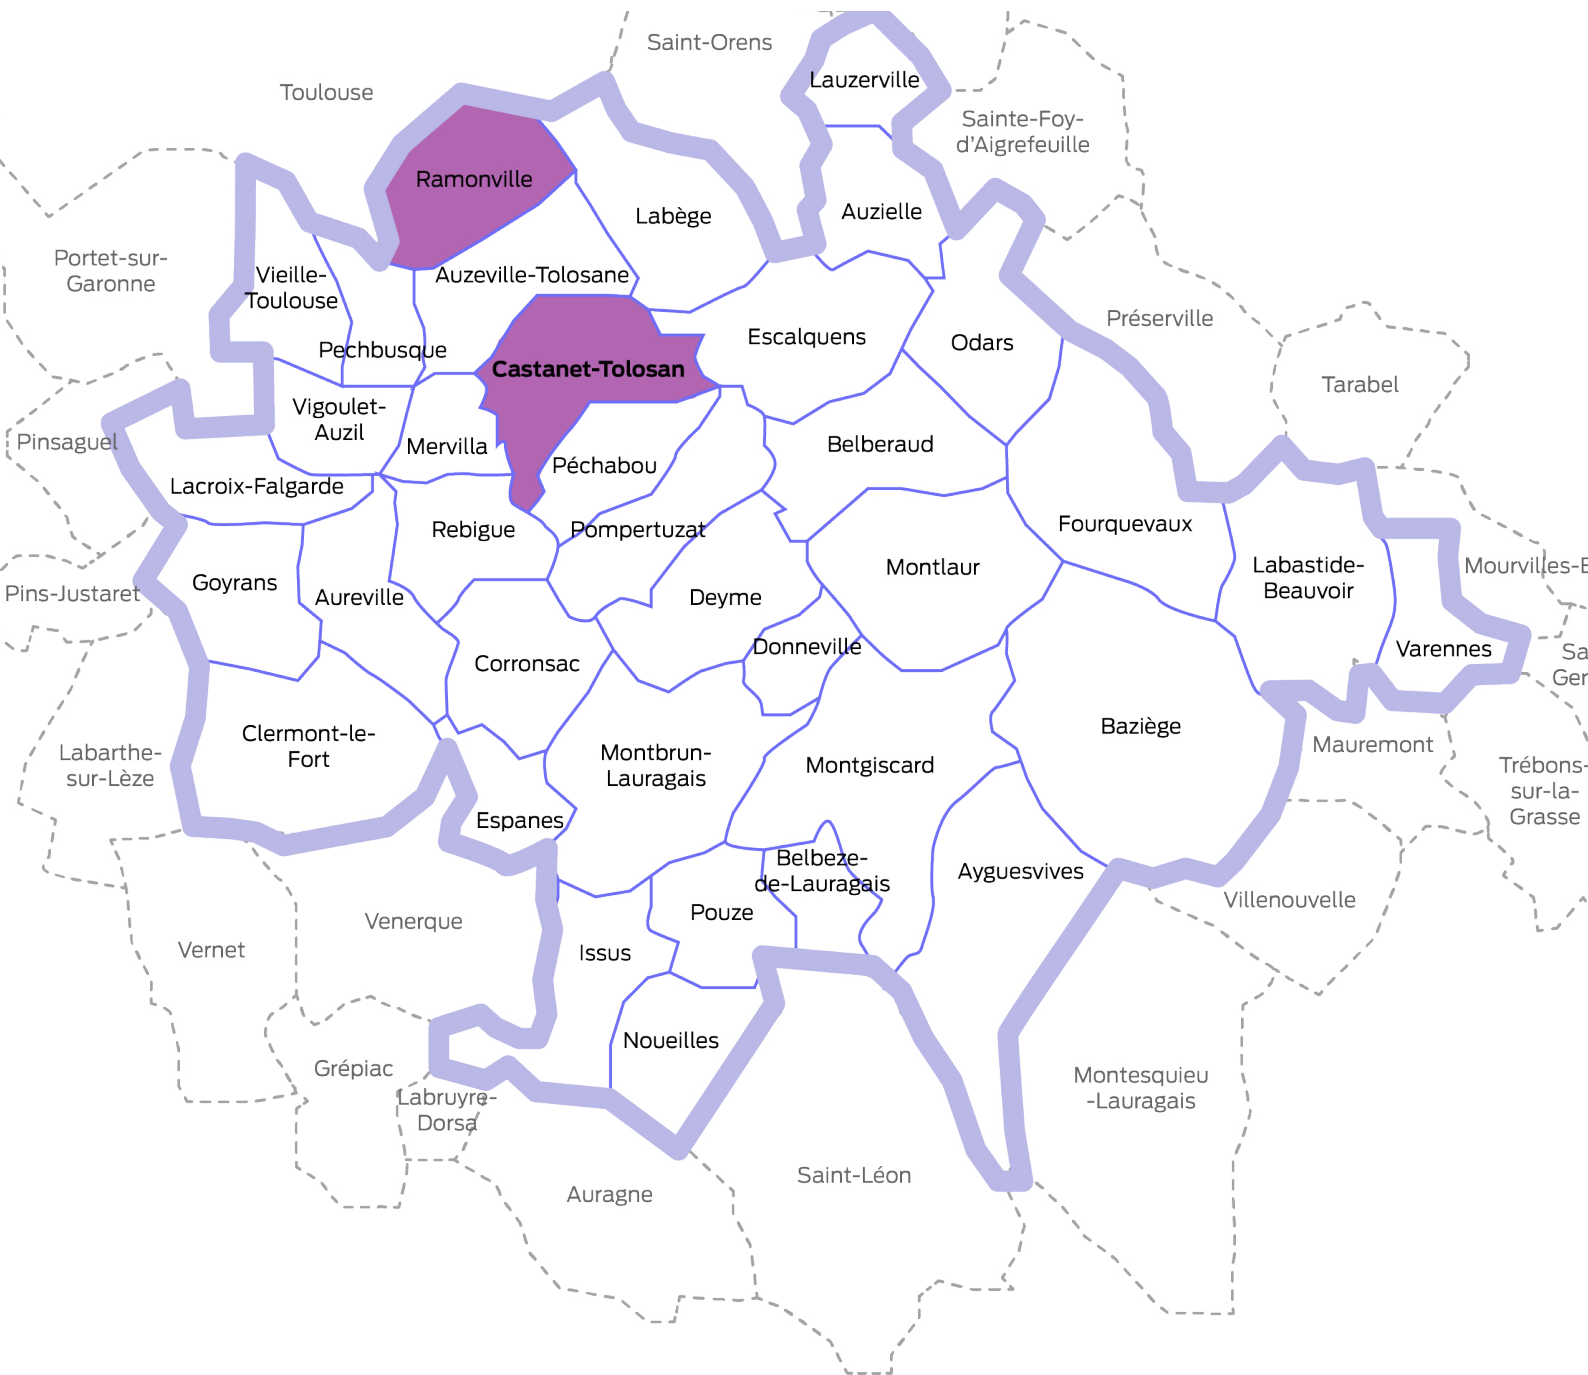 Saint-Orens
Lauzerville
Toulouse
Sainte-Foy-
d'Aigrefeuille
Ramonville
Labège
Auzielle
Portet-sur-
Garonne
Vieille-
Toulouse
Auzeville-Tolosane
Préserville
Escalquens
Odars
Pechbusque
Castanet-Tolosan
Tarabel
Vigoulet-
Auzil
Pinsaguel
Mervilla
Belberaud
Péchabou
Lacroix-Falgarde
Rebigue
Pompertuzat
Fourquevaux
Goyrans
Pins-Justaret
Aureville
Deyme
Montlaur
Labastide-
Beauvoir
Mourvilles-B
Donneville
Varennes
Sa
Ger
Corronsac
Clermont-le-
Fort
Labarthe-
sur-Lèze
Montbrun-
Lauragais
Montgiscard
Baziège
Mauremont
Trébons-
sur-la-
Grasse
Espanes
Belbeze-
de-Lauragais
Ayguesvives
Villenouvelle
Pouze
Venerque
Vernet
Issus
Noueilles
Grépiac
Labruyre-
Dorsa
Montesquieu
-Lauragais
Saint-Léon
Auragne